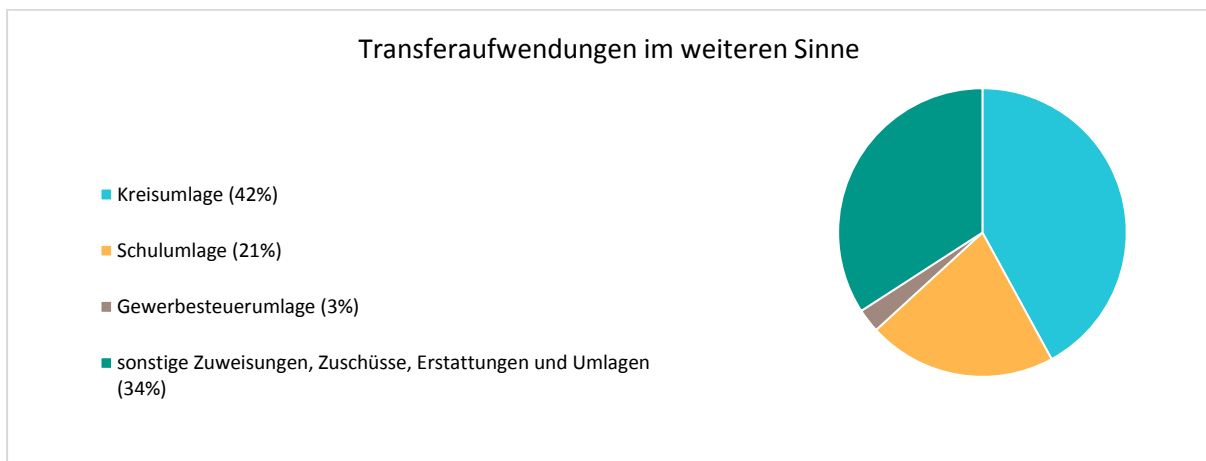 Transferaufwendungen im weiteren Sinne
Kreisumlage (42%)
Schulumlage (21%)
Gewerbesteuerumlage (3%)
sonstige Zuweisungen, Zuschüsse, Erstattungen und Umlagen
(34%)